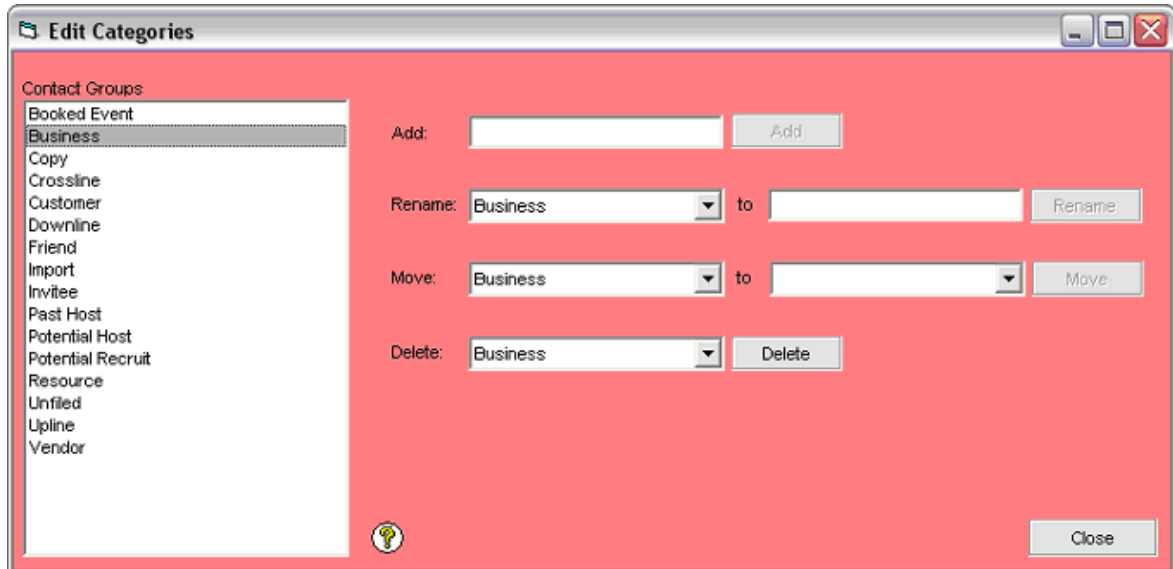 Edit Categories
Contact Groups
Booked Event
Business
Copy
Crossline
Customer
Downline
Friend
Import
Invitee
Past Host
Potential Host
Potential Recruit
Resource
Unfiled
Upline
Vendor
Add: Add
Rename: Business to Rename
Move: Business to Move
Delete: Business Delete
?
Close